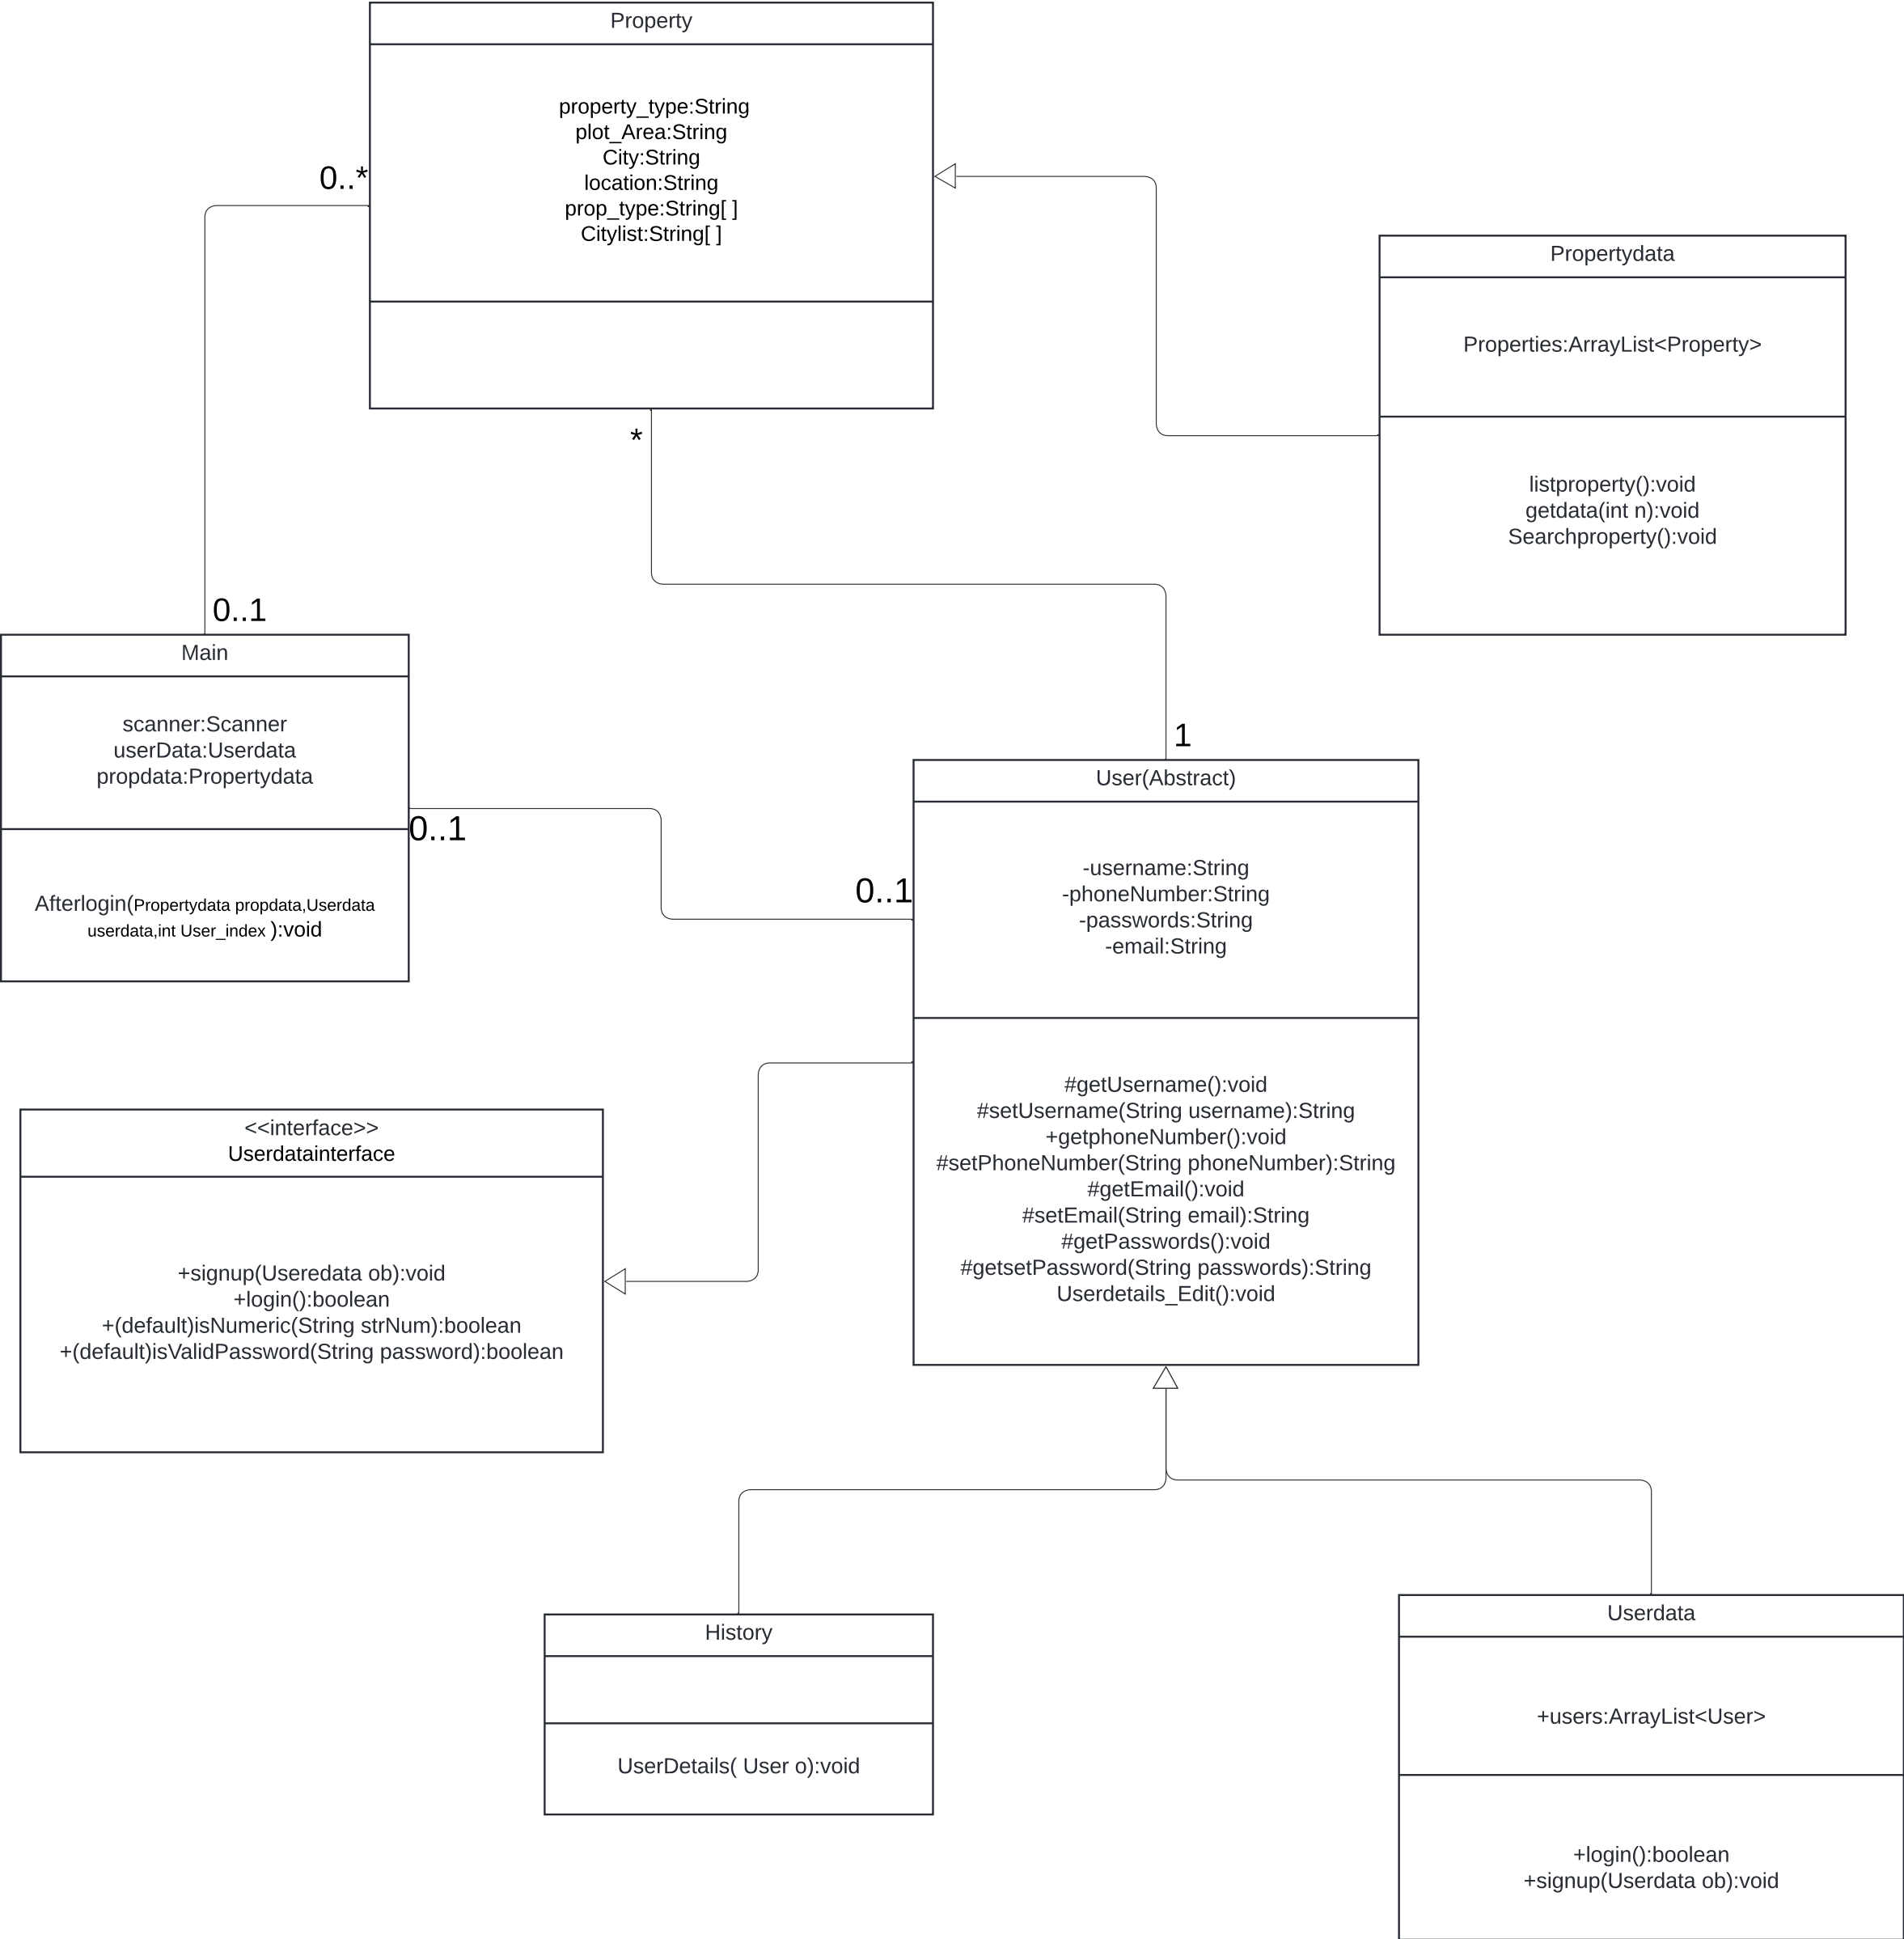 Property
property_type:String
plot_Area:String
City:String
location:String
prop_type:String[ ]
Citylist:String[ ]
0..*
*
Propertydata
Properties:ArrayList<Property>
listproperty():void
getdata(int n):void
Searchproperty():void
0..1
Main
scanner:Scanner
userData:Userdata
propdata:Propertydata
Afterlogin(Propertydata propdata,Userdata
userdata,int User_index ):void
0..1
0..1
1
User(Abstract)
-username:String
-phoneNumber:String
-passwords:String
-email:String
#getUsername():void
#setUsername(String username):String
+getphoneNumber():void
#setPhoneNumber(String phoneNumber):String
#getEmail():void
#setEmail(String email):String
#getPasswords():void
#getsetPassword(String passwords):String
Userdetails_Edit():void
<<interface>>
Userdatainterface
+signup(Useredata ob):void
+login():boolean
+(default)isNumeric(String strNum):boolean
+(default)isValidPassword(String password):boolean
History
UserDetails( User o):void
Userdata
+users:ArrayList<User>
+login():boolean
+signup(Userdata ob):void